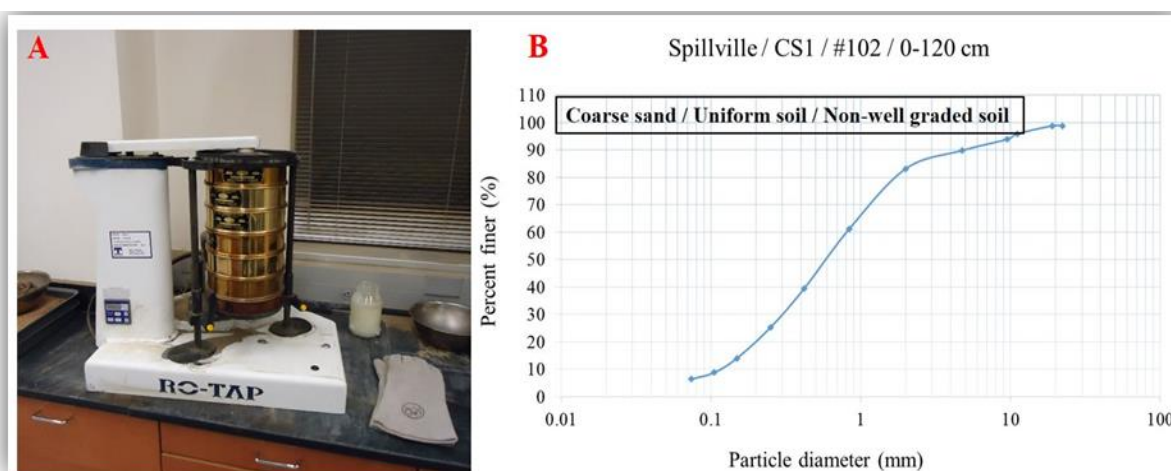 A
RO-TAP
B
Spillville / CS1 / #102 / 0-120 cm
Coarse sand / Uniform soil / Non-well graded soil
Percent finer (%)
110
100
90
80
70
60
50
40
30
20
10
0
0.01 0.1 1 10 100
Particle diameter (mm)